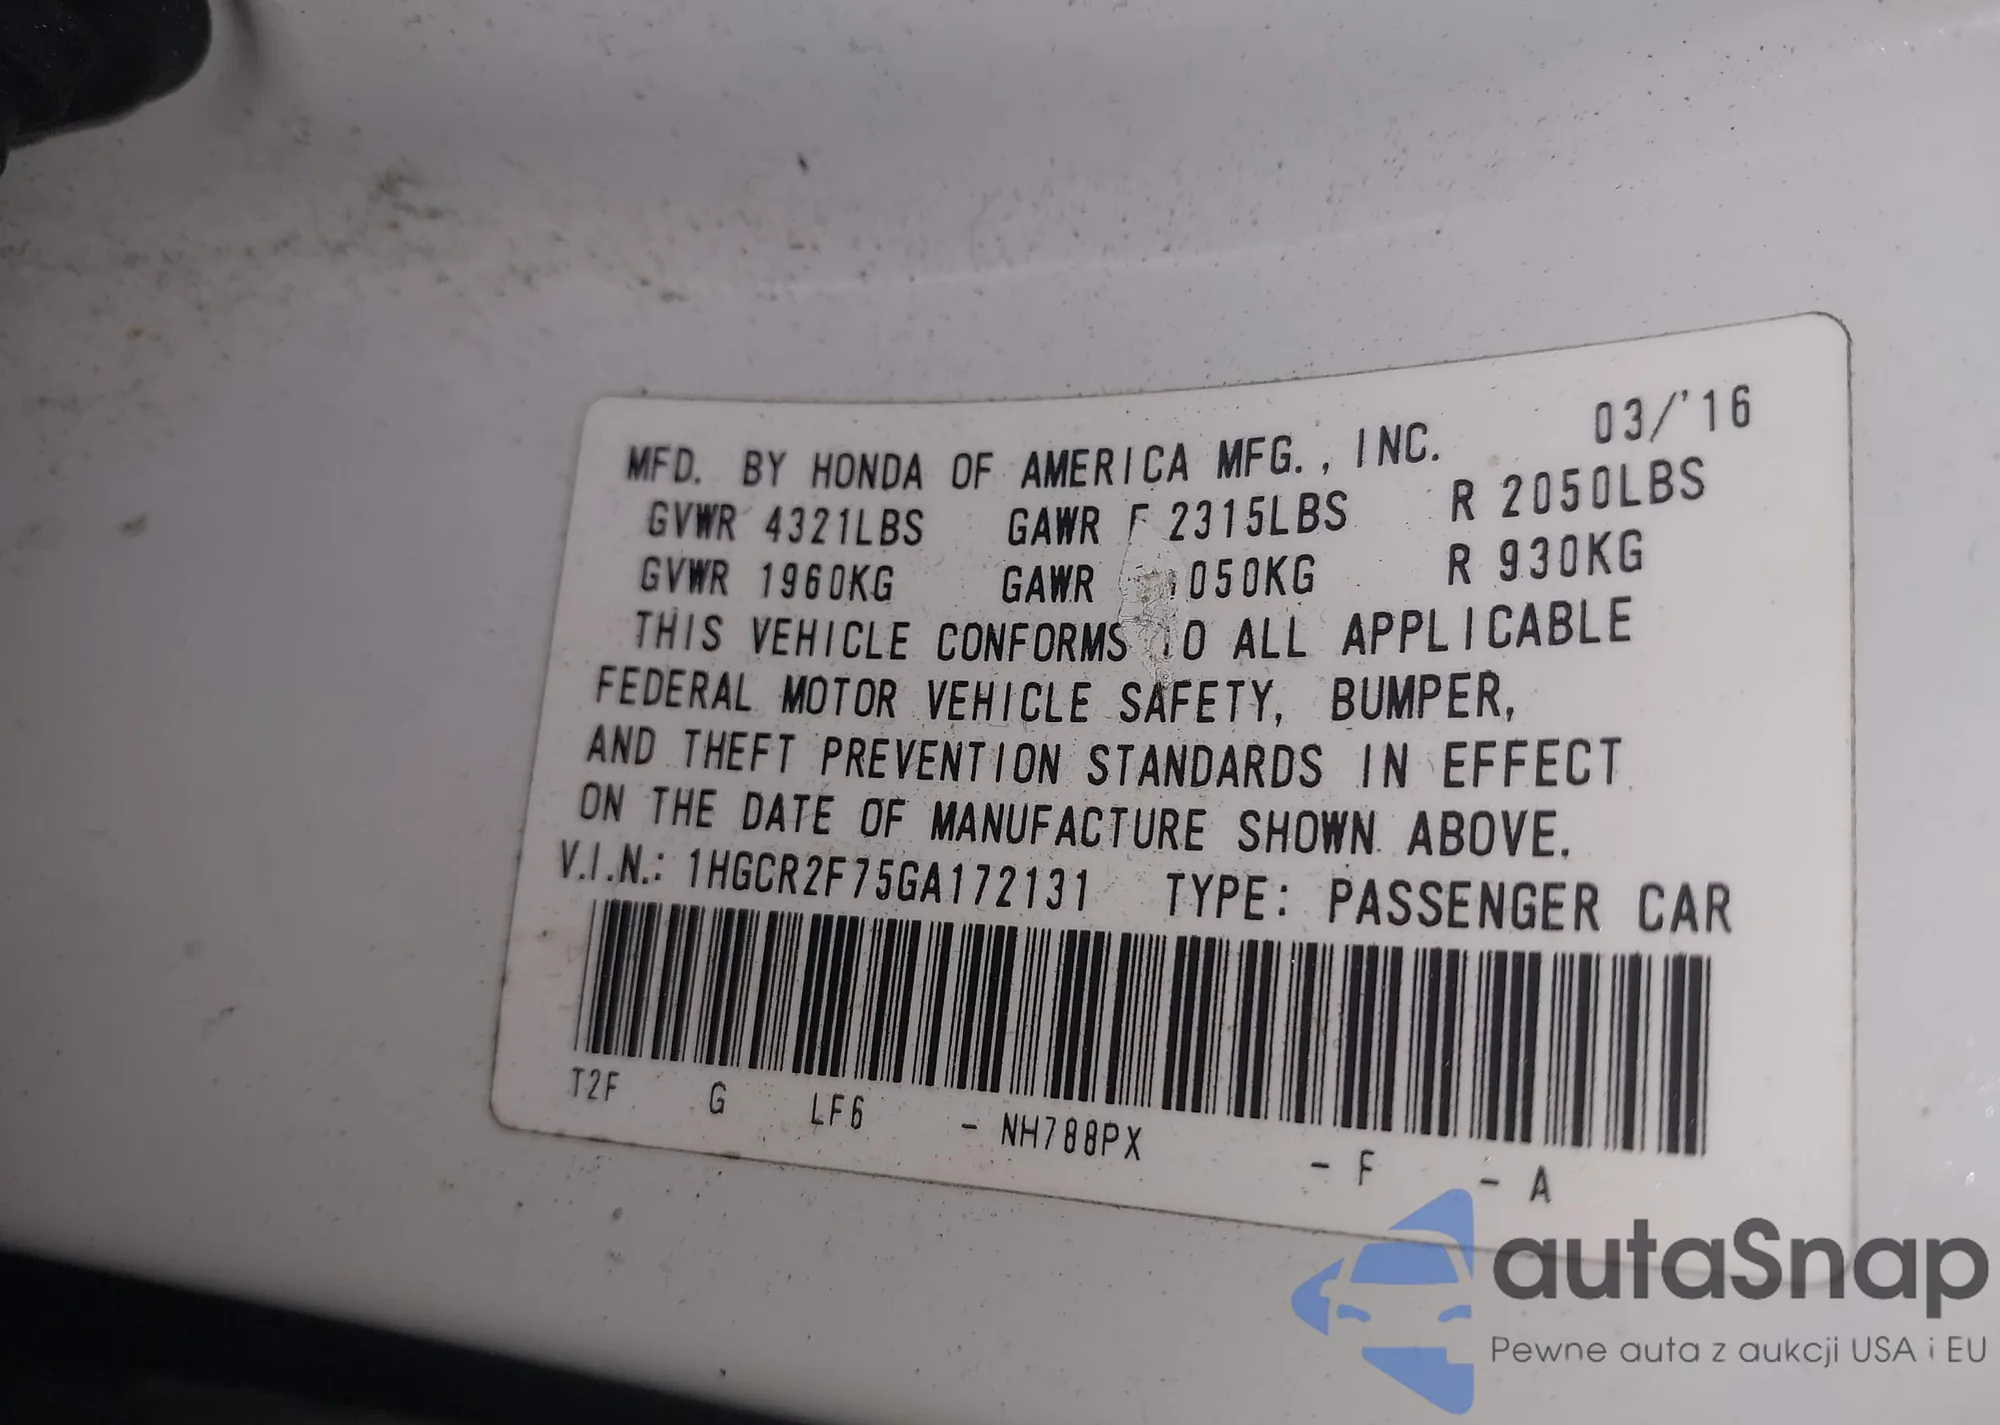 MFD. BY HONDA OF AMERICA MFG., INC. 03/'16
GVWR 4321LBS GAWR F 2315LBS R 2050LBS
GVWR 1960KG GAWR 1050KG R 930KG
THIS VEHICLE CONFORMS TO ALL APPLICABLE
FEDERAL MOTOR VEHICLE SAFETY, BUMPER,
AND THEFT PREVENTION STANDARDS IN EFFECT
ON THE DATE OF MANUFACTURE SHOWN ABOVE.
V.I.N.: 1HGCR2F75GA172131 TYPE: PASSENGER CAR
T2F G LF6 - NH788PX - F - A
autaSnap
Pewne auta z aukcji USA i EU